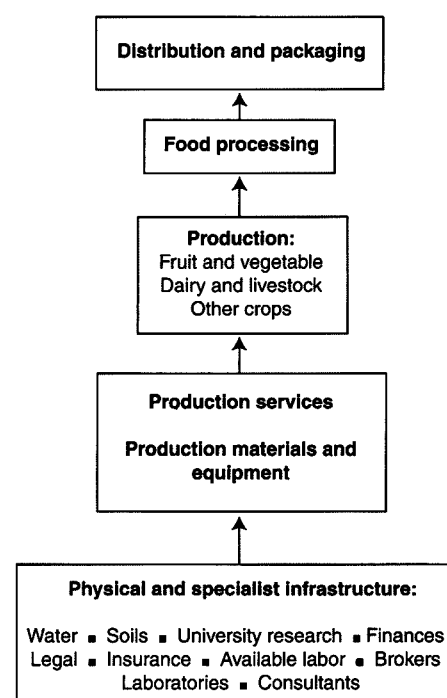 Distribution and packaging
Food processing
Production:
Fruit and vegetable
Dairy and livestock
Other crops
Production services
Production materials and
equipment
Physical and specialist infrastructure:
Water ▪ Soils ▪ University research ▪ Finances
Legal ▪ Insurance ▪ Available labor ▪ Brokers
Laboratories ▪ Consultants